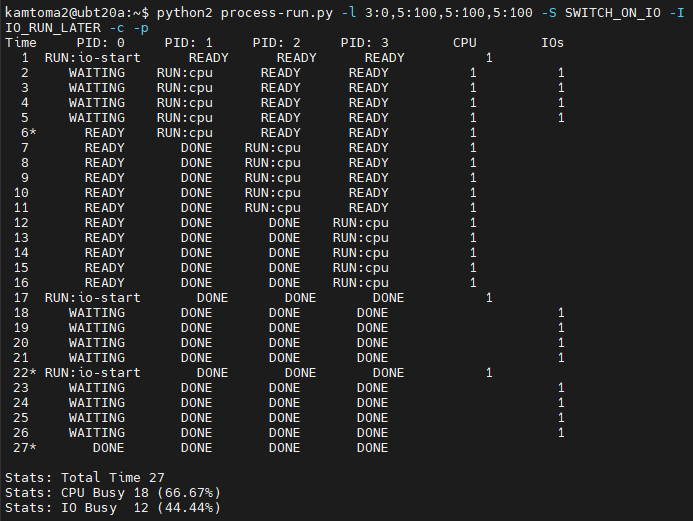 kamtoma2@ubt20a:~$ python2 process-run.py -l 3:0,5:100,5:100,5:100 -S SWITCH_ON_IO -I
IO_RUN_LATER -c -p
Time     PID: 0     PID: 1     PID: 2     PID: 3        CPU        IOs
1 RUN:io-start      READY      READY      READY          1
2    WAITING    RUN:cpu      READY      READY          1          1
3    WAITING    RUN:cpu      READY      READY          1          1
4    WAITING    RUN:cpu      READY      READY          1          1
5    WAITING    RUN:cpu      READY      READY          1          1
6*     READY    RUN:cpu      READY      READY          1
7      READY       DONE    RUN:cpu      READY          1
8      READY       DONE    RUN:cpu      READY          1
9      READY       DONE    RUN:cpu      READY          1
10      READY       DONE    RUN:cpu      READY          1
11      READY       DONE    RUN:cpu      READY          1
12      READY       DONE       DONE    RUN:cpu          1
13      READY       DONE       DONE    RUN:cpu          1
14      READY       DONE       DONE    RUN:cpu          1
15      READY       DONE       DONE    RUN:cpu          1
16      READY       DONE       DONE    RUN:cpu          1
17 RUN:io-start       DONE       DONE       DONE          1
18    WAITING       DONE       DONE       DONE                     1
19    WAITING       DONE       DONE       DONE                     1
20    WAITING       DONE       DONE       DONE                     1
21    WAITING       DONE       DONE       DONE                     1
22* RUN:io-start       DONE       DONE       DONE          1
23    WAITING       DONE       DONE       DONE                     1
24    WAITING       DONE       DONE       DONE                     1
25    WAITING       DONE       DONE       DONE                     1
26    WAITING       DONE       DONE       DONE                     1
27*      DONE       DONE       DONE       DONE
Stats: Total Time 27
Stats: CPU Busy 18 (66.67%)
Stats: IO Busy  12 (44.44%)